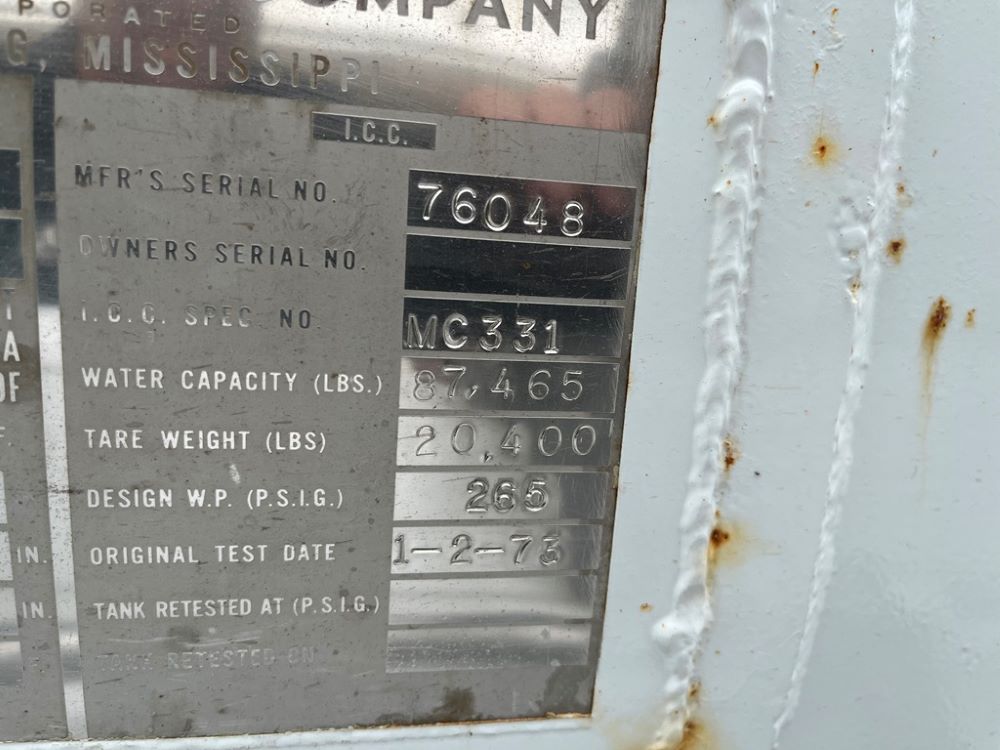 COMPANY
PORATED
G, MISSISSIPPI
I.C.C.
MFR'S SERIAL NO. 76048
OWNERS SERIAL NO.
I.C.C. SPEC. NO. MC331
T
A WATER CAPACITY (LBS.) 87,465
OF
F. TARE WEIGHT (LBS) 20,400
DESIGN W.P. (P.S.I.G.) 265
IN. ORIGINAL TEST DATE 1-2-73
IN. TANK RETESTED AT (P.S.I.G.)
TANK RETESTED ON